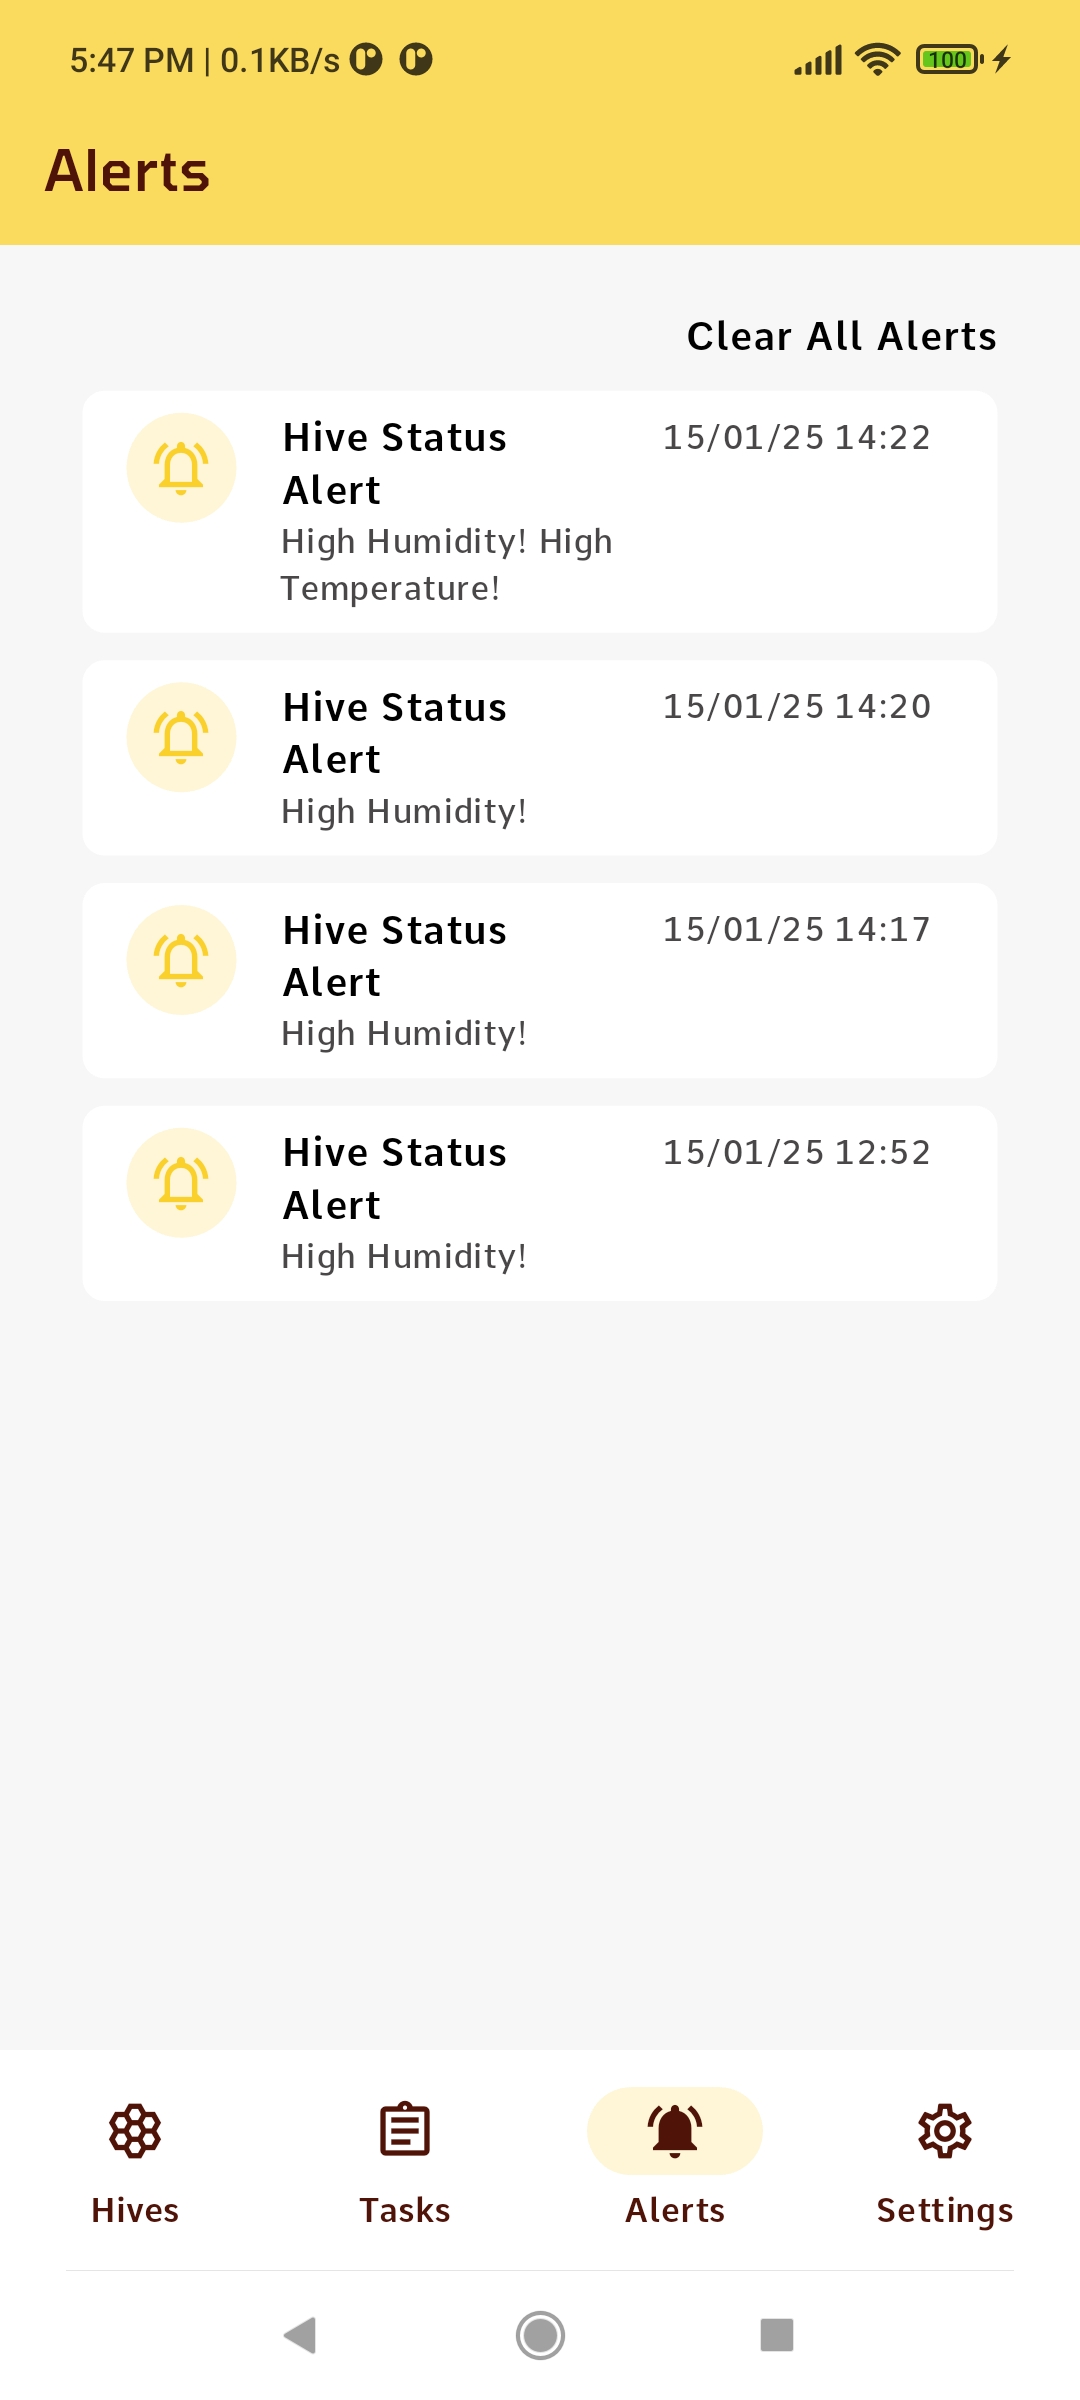 5:47 PM | 0.1KB/s
100
Alerts
Clear All Alerts
Hive Status
Alert
15/01/25 14:22
High Humidity! High
Temperature!
Hive Status
Alert
15/01/25 14:20
High Humidity!
Hive Status
Alert
15/01/25 14:17
High Humidity!
Hive Status
Alert
15/01/25 12:52
High Humidity!
Hives
Tasks
Alerts
Settings